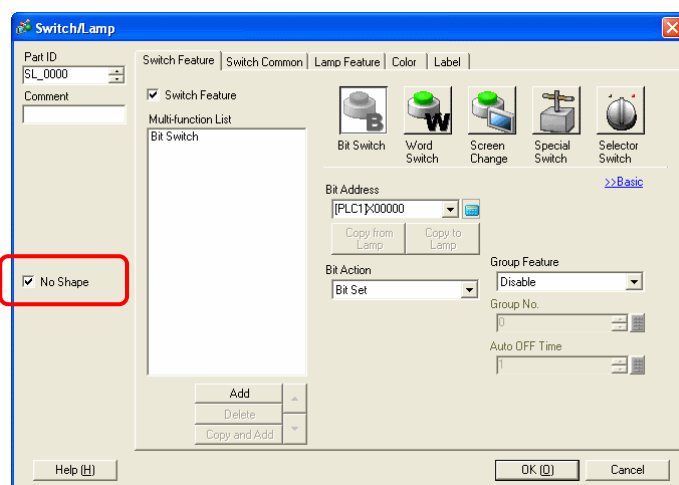 Switch/Lamp
Part ID
SL_0000
Comment
No Shape
Switch Feature
Switch Common
Lamp Feature
Color
Label
Switch Feature
Multi-function List
Bit Switch
Add
Delete
Copy and Add
B
W
Bit Switch
Word
Switch
Screen
Change
Special
Switch
Selector
Switch
>>Basic
Bit Address
[PLC1]X00000
Copy from
Lamp
Copy to
Lamp
Bit Action
Bit Set
Group Feature
Disable
Group No.
0
Auto OFF Time
1
Help (H)
OK (O)
Cancel